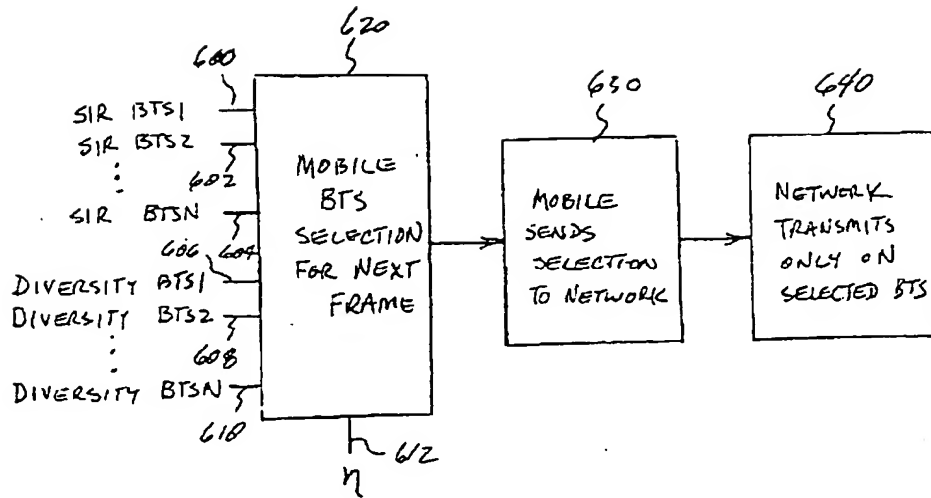 620
600
630
640
SIR BTS1
SIR BTS2
602
SIR BTSN
604
606
DIVERSITY BTS1
DIVERSITY BTS2
608
DIVERSITY BTSN
610
MOBILE
BTS
SELECTION
FOR NEXT
FRAME
612
η
MOBILE
SENDS
SELECTION
TO NETWORK
NETWORK
TRANSMITS
ONLY ON
SELECTED BTS